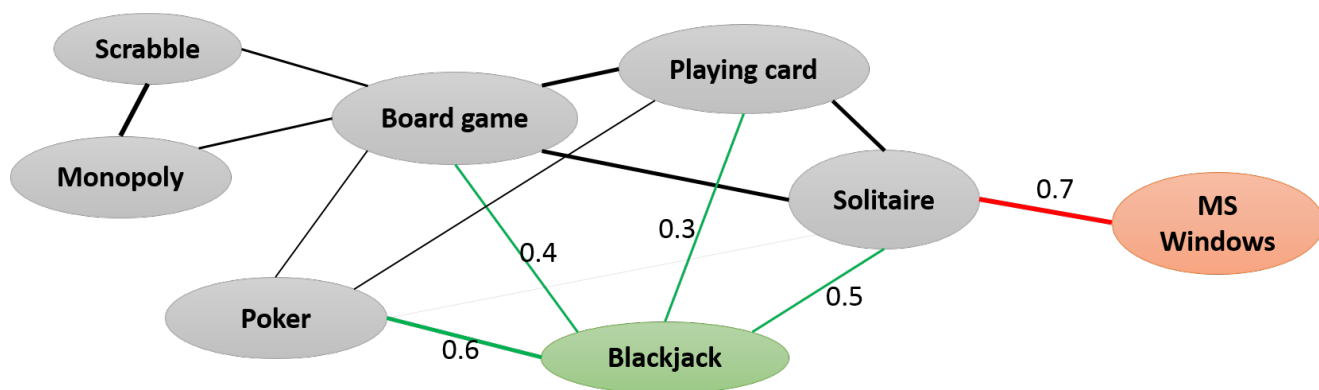 Scrabble
Playing card
Board game
Monopoly
Solitaire
0.7
MS
Windows
0.4
0.3
0.5
Poker
0.6
Blackjack